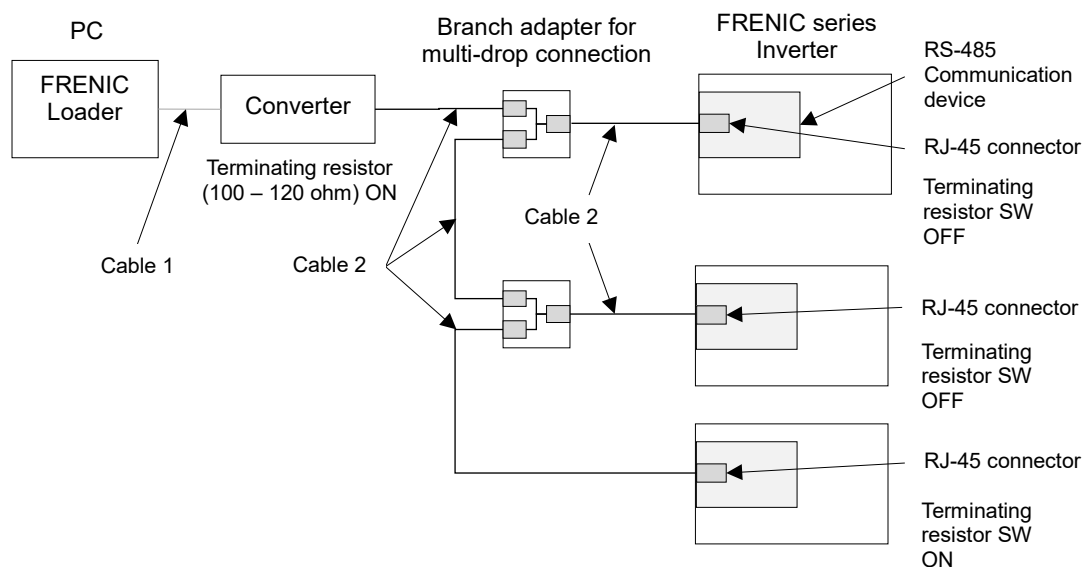 PC
FRENIC
Loader
Converter
Terminating resistor
(100 – 120 ohm) ON
Cable 1
Cable 2
Branch adapter for
multi-drop connection
Cable 2
FRENIC series
Inverter
RS-485
Communication
device
RJ-45 connector
Terminating
resistor SW
OFF
RJ-45 connector
Terminating
resistor SW
OFF
RJ-45 connector
Terminating
resistor SW
ON